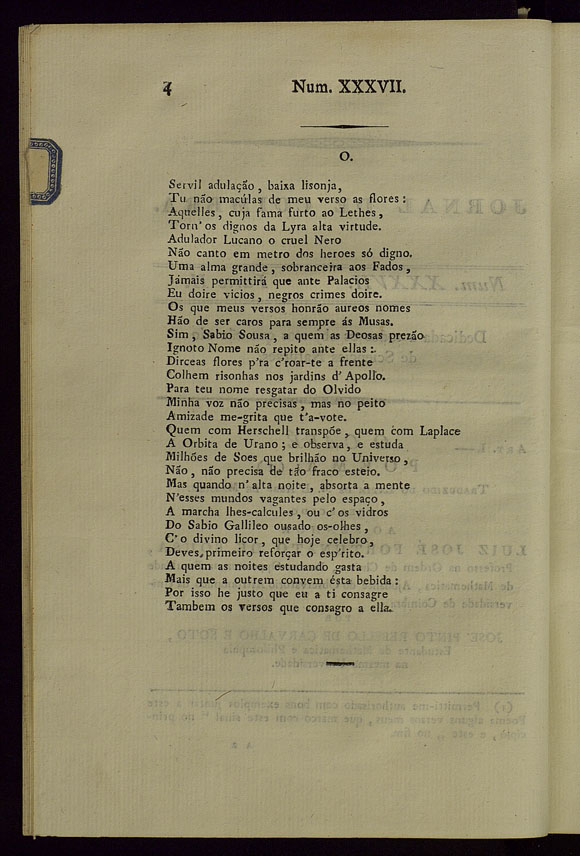 4 Num. XXXVII.
O.
Servil adulação, baixa lisonja,
Tu não macúlas de meu verso as flores:
Aquelles, cuja fama furto ao Lethes,
Torn'os dignos da Lyra alta virtude.
Adulador Lucano o cruel Nero
Não canto em metro dos heroes só digno.
Uma alma grande, sobranceira aos Fados,
Jámais permittirá que ante Palacios
Eu doire vicios, negros crimes doire.
Os que meus versos honrão aureos nomes
Hão de ser caros para sempre ás Musas.
Sim, Sabio Sousa, a quem as Deosas prezão
Ignoto Nome não repito ante ellas:
Dirceas flores p'ra c'roar-te a frente
Colhem risonhas nos jardins d'Apollo.
Para teu nome resgatar do Olvido
Minha voz não precisas, mas no peito
Amizade me-grita que t'a-vote.
Quem com Herschell transpõe, quem com Laplace
A Orbita de Urano; e observa, e estuda
Milhões de Soes que brilhão no Universo,
Não, não precisa de tão fraco esteio.
Mas quando n'alta noite, absorta a mente
N'esses mundos vagantes pelo espaço,
A marcha lhes-calcules, ou c'os vidros
Do Sabio Gallileo ousado os-olhes,
C'o divino licor, que hoje celebro,
Deves primeiro reforçar o esp'rito.
A quem as noites estudando gasta
Mais que a outrem convem ésta bebida:
Por isso he justo que eu a ti consagre
Tambem os versos que consagro a ella.